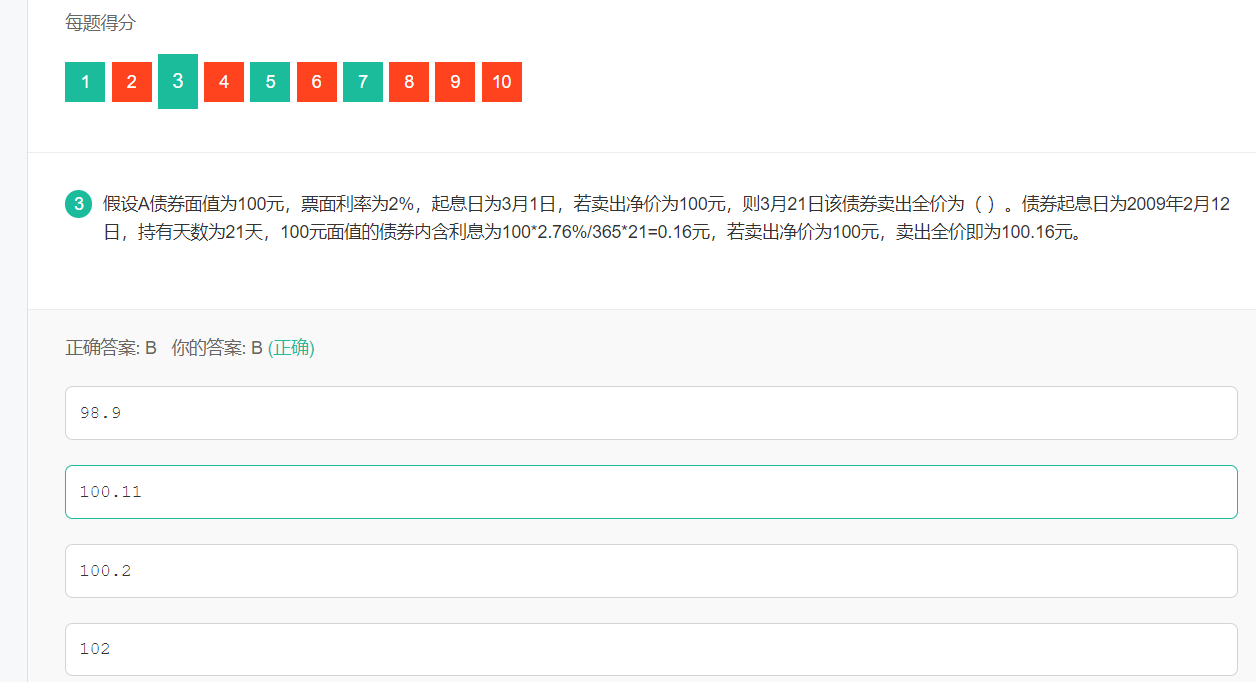 每题得分
1 2 3 4 5 6 7 8 9 10
3 假设A债券面值为100元，票面利率为2%，起息日为3月1日，若卖出净价为100元，则3月21日该债券卖出全价为（ ）。债券起息日为2009年2月12
日，持有天数为21天，100元面值的债券内含利息为100*2.76%/365*21=0.16元，若卖出净价为100元，卖出全价即为100.16元。
正确答案: B 你的答案: B (正确)
98.9
100.11
100.2
102